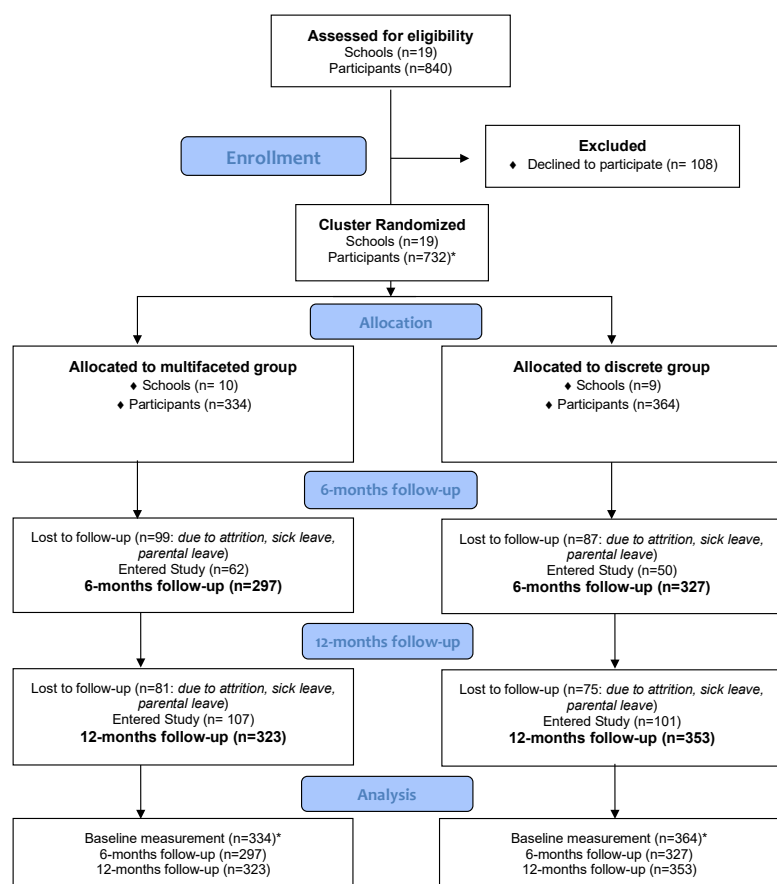 Assessed for eligibility
Schools (n=19)
Participants (n=840)
Enrollment
Excluded
♦ Declined to participate (n= 108)
Cluster Randomized
Schools (n=19)
Participants (n=732)*
Allocation
Allocated to multifaceted group
♦ Schools (n= 10)
♦ Participants (n=334)
Allocated to discrete group
♦ Schools (n=9)
♦ Participants (n=364)
6-months follow-up
Lost to follow-up (n=99: due to attrition, sick leave,
parental leave)
Entered Study (n=62)
6-months follow-up (n=297)
Lost to follow-up (n=87: due to attrition, sick leave,
parental leave)
Entered Study (n=50)
6-months follow-up (n=327)
12-months follow-up
Lost to follow-up (n=81: due to attrition, sick leave,
parental leave)
Entered Study (n= 107)
12-months follow-up (n=323)
Lost to follow-up (n=75: due to attrition, sick leave,
parental leave)
Entered Study (n=101)
12-months follow-up (n=353)
Analysis
Baseline measurement (n=334)*
6-months follow-up (n=297)
12-months follow-up (n=323)
Baseline measurement (n=364)*
6-months follow-up (n=327)
12-months follow-up (n=353)